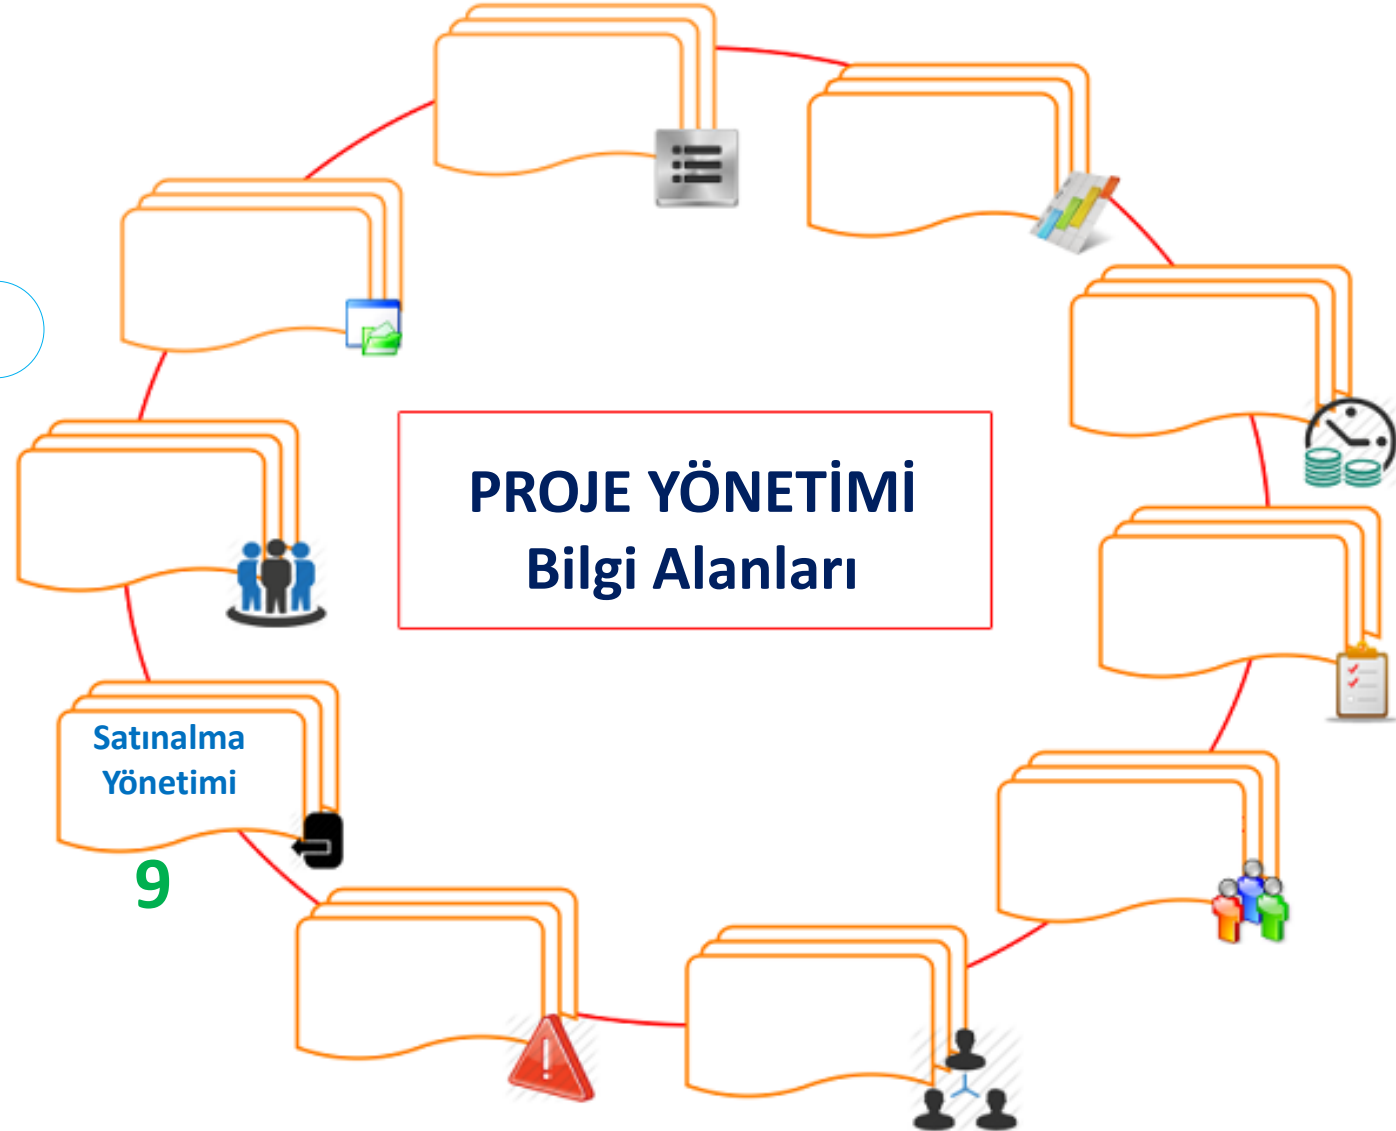 PROJE YÖNETİMİ
Bilgi Alanları
Satınalma
Yönetimi
9